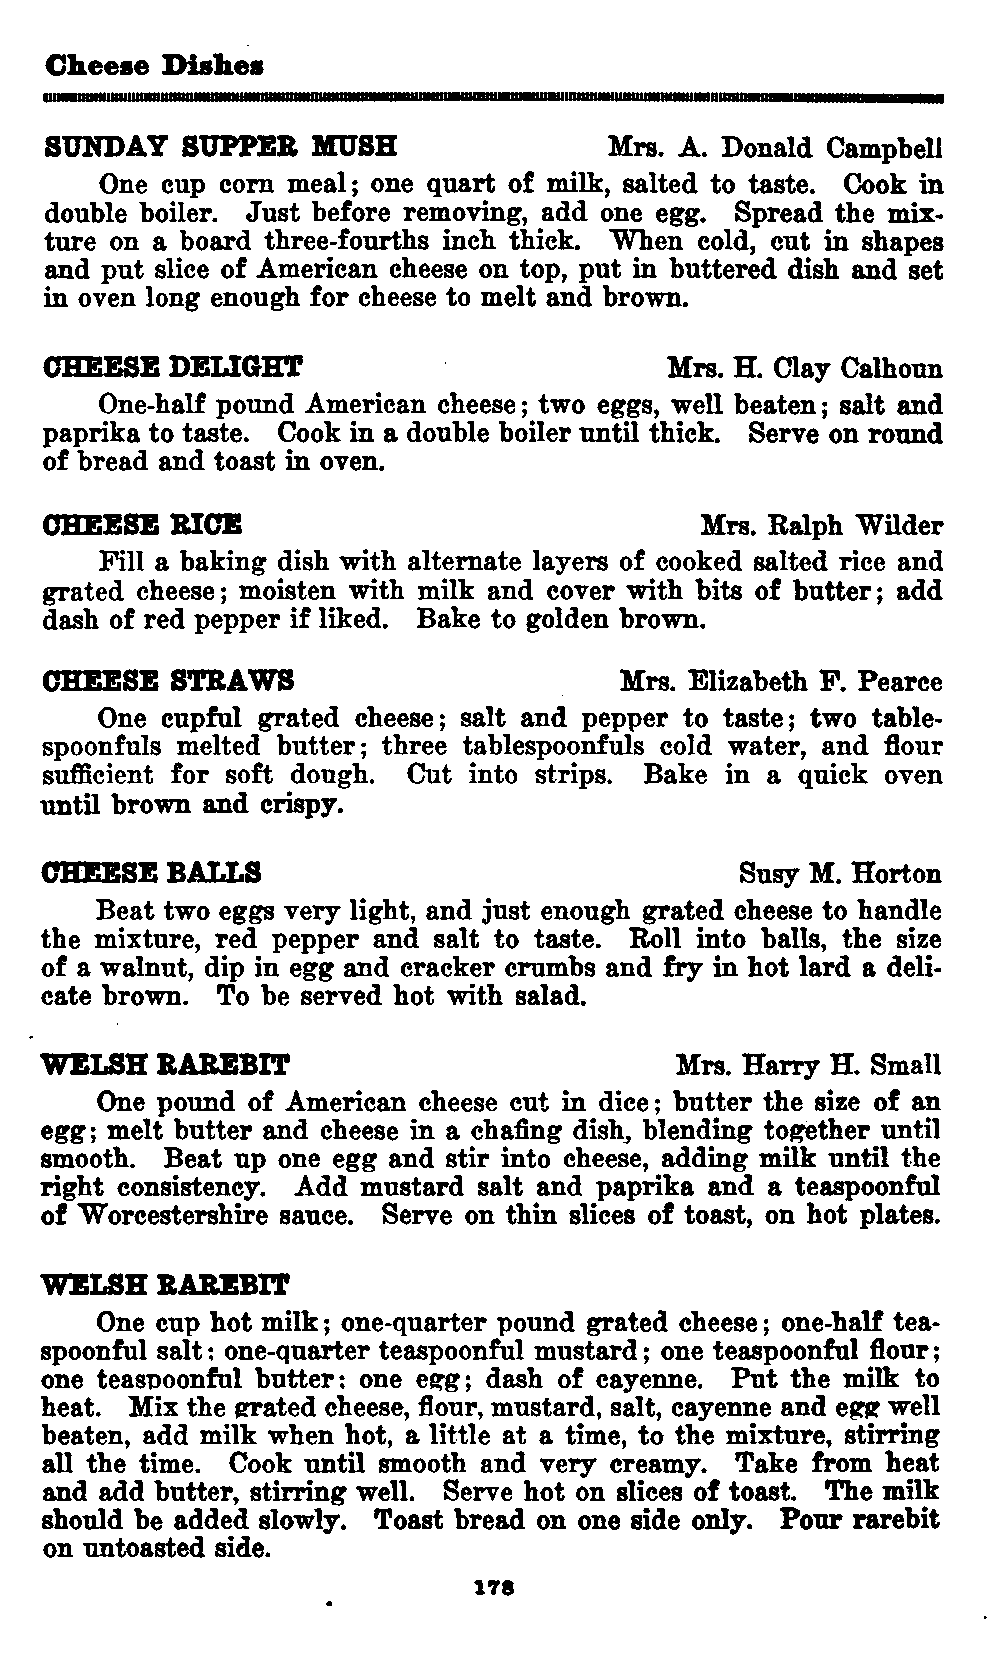 Cheese Dishes
SUNDAY SUPPER MUSH Mrs. A. Donald Campbell
One cup corn meal; one quart of milk, salted to taste. Cook in
double boiler. Just before removing, add one egg. Spread the mix-
ture on a board three-fourths inch thick. When cold, cut in shapes
and put slice of American cheese on top, put in buttered dish and set
in oven long enough for cheese to melt and brown.
CHEESE DELIGHT Mrs. H. Clay Calhoun
One-half pound American cheese; two eggs, well beaten; salt and
paprika to taste. Cook in a double boiler until thick. Serve on round
of bread and toast in oven.
CHEESE RICE Mrs. Ralph Wilder
Fill a baking dish with alternate layers of cooked salted rice and
grated cheese; moisten with milk and cover with bits of butter; add
dash of red pepper if liked. Bake to golden brown.
CHEESE STRAWS Mrs. Elizabeth F. Pearce
One cupful grated cheese; salt and pepper to taste; two table-
spoonfuls melted butter; three tablespoonfuls cold water, and flour
sufficient for soft dough. Cut into strips. Bake in a quick oven
until brown and crispy.
CHEESE BALLS Susy M. Horton
Beat two eggs very light, and just enough grated cheese to handle
the mixture, red pepper and salt to taste. Roll into balls, the size
of a walnut, dip in egg and cracker crumbs and fry in hot lard a deli-
cate brown. To be served hot with salad.
WELSH RAREBIT Mrs. Harry H. Small
One pound of American cheese cut in dice; butter the size of an
egg; melt butter and cheese in a chafing dish, blending together until
smooth. Beat up one egg and stir into cheese, adding milk until the
right consistency. Add mustard salt and paprika and a teaspoonful
of Worcestershire sauce. Serve on thin slices of toast, on hot plates.
WELSH RAREBIT
One cup hot milk; one-quarter pound grated cheese; one-half tea-
spoonful salt; one-quarter teaspoonful mustard; one teaspoonful flour;
one teaspoonful butter; one egg; dash of cayenne. Put the milk to
heat. Mix the grated cheese, flour, mustard, salt, cayenne and egg well
beaten, add milk when hot, a little at a time, to the mixture, stirring
all the time. Cook until smooth and very creamy. Take from heat
and add butter, stirring well. Serve hot on slices of toast. The milk
should be added slowly. Toast bread on one side only. Pour rarebit
on untoasted side.
178